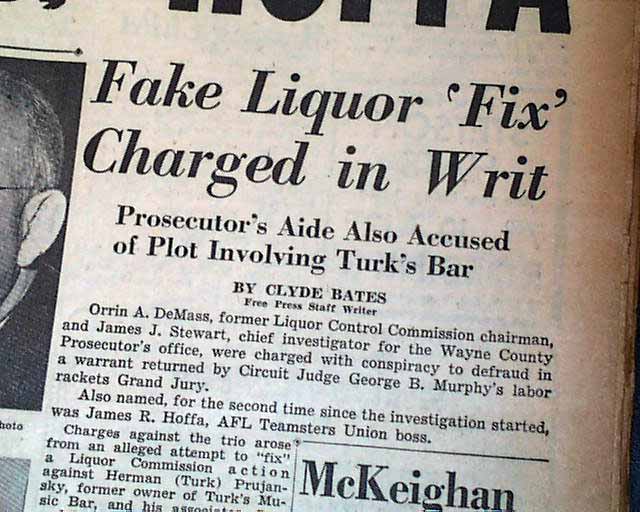 HOFFA
Fake Liquor 'Fix'
Charged in Writ
Prosecutor's Aide Also Accused
of Plot Involving Turk's Bar
BY CLYDE BATES
Free Press Staff Writer
Orrin A. DeMass, former Liquor Control Commission chairman,
and James J. Stewart, chief investigator for the Wayne County
Prosecutor's office, were charged with conspiracy to defraud in
a warrant returned by Circuit Judge George B. Murphy's labor
rackets Grand Jury.
Also named, for the second time since the investigation started,
was James R. Hoffa, AFL Teamsters Union boss.
Charges against the trio arose
from an alleged attempt to "fix"
a Liquor Commission action
against Herman (Turk) Prujan-
sky, former owner of Turk's Mu-
sic Bar, and his
McKeighan